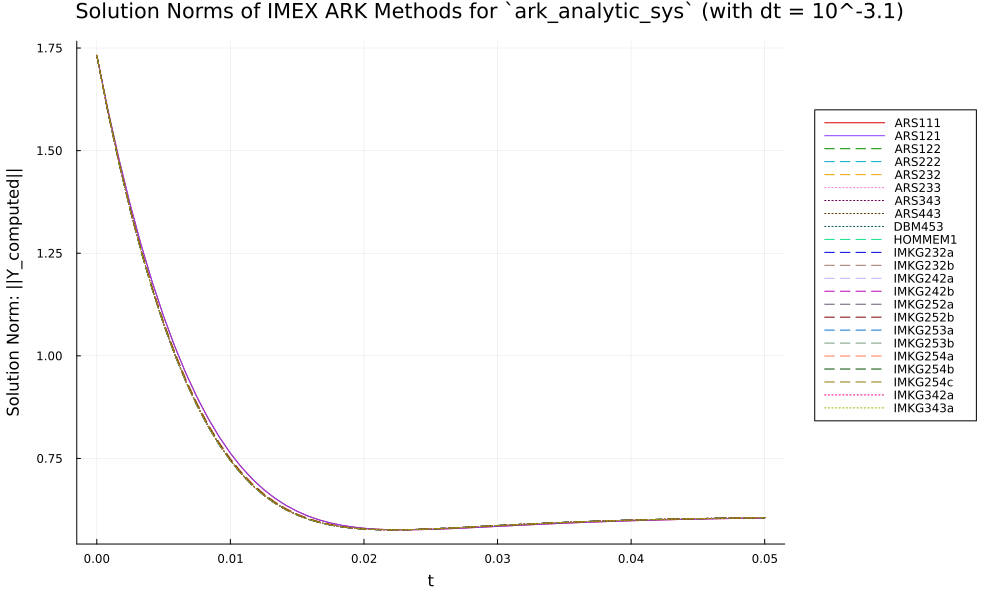 Solution Norms of IMEX ARK Methods for `ark_analytic_sys` (with dt = 10^-3.1)
Solution Norm: ||Y_computed||
1.75
1.50
1.25
1.00
0.75
0.00
0.01
0.02
0.03
0.04
0.05
t
ARS111
ARS121
ARS122
ARS222
ARS232
ARS233
ARS343
ARS443
DBM453
HOMMEM1
IMKG232a
IMKG232b
IMKG242a
IMKG242b
IMKG252a
IMKG252b
IMKG253a
IMKG253b
IMKG254a
IMKG254b
IMKG254c
IMKG342a
IMKG343a